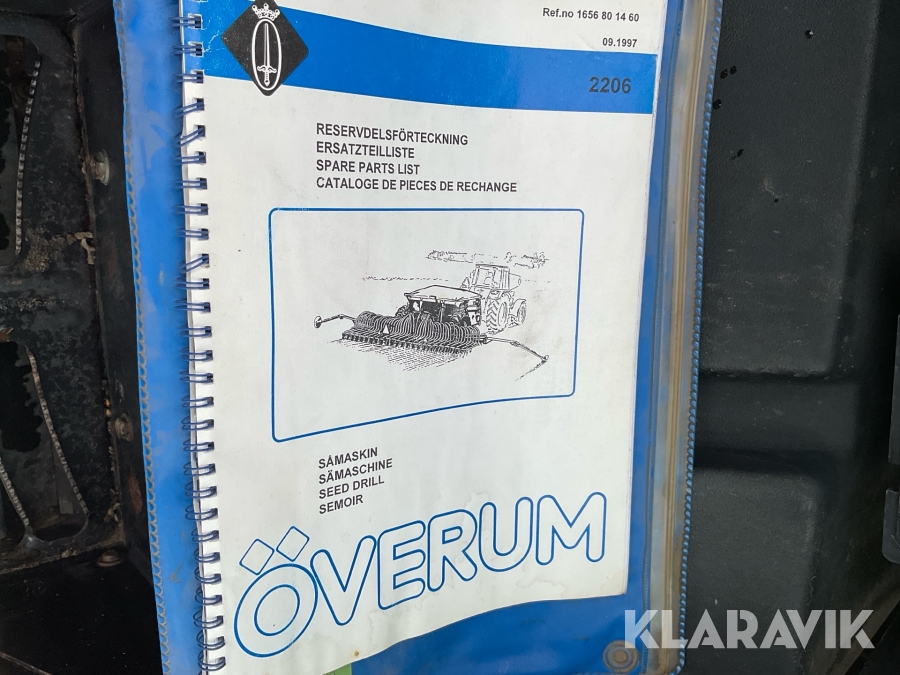 Ref.no 1656 80 14 60
09.1997
2206
RESERVDELSFÖRTECKNING
ERSATZTEILLISTE
SPARE PARTS LIST
CATALOGE DE PIECES DE RECHANGE
SÅMASKIN
SÄMASCHINE
SEED DRILL
SEMOIR
ÖVERUM
KLARAVIK